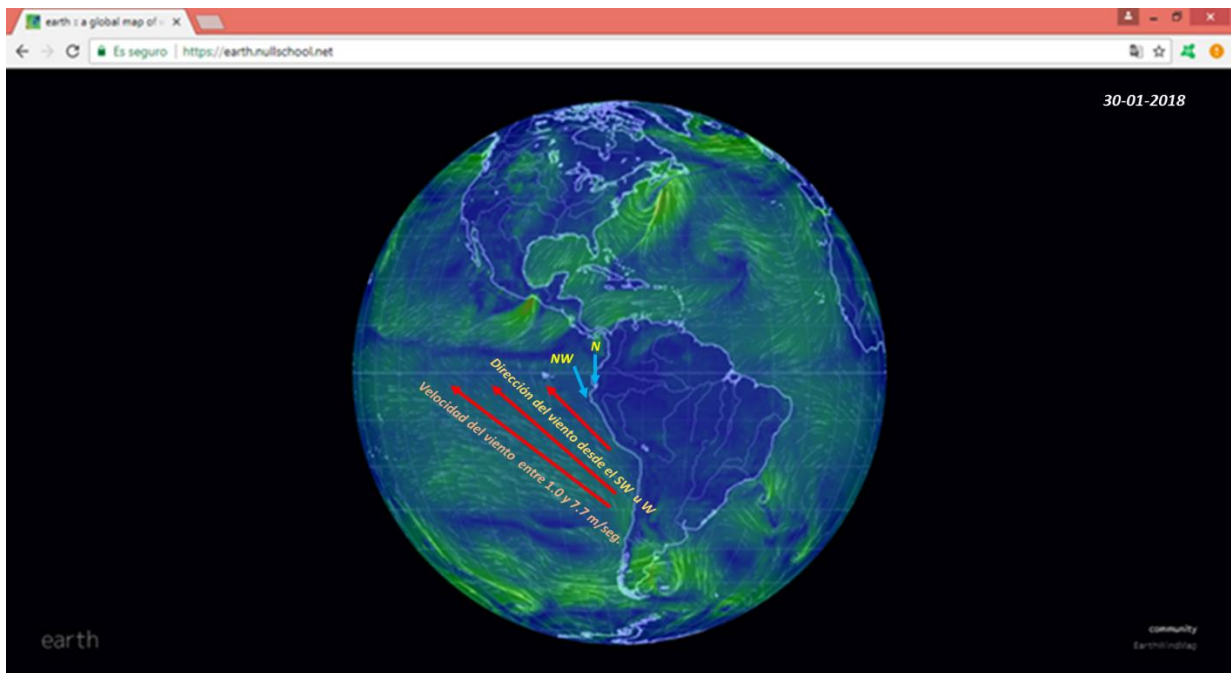 earth :: a global map of
Es seguro | https://earth.nullschool.net
30-01-2018
N
NW
Dirección del viento desde el SW u W
Velocidad del viento entre 1.0 y 7.7 m/seg.
earth
community
EarthWindMap